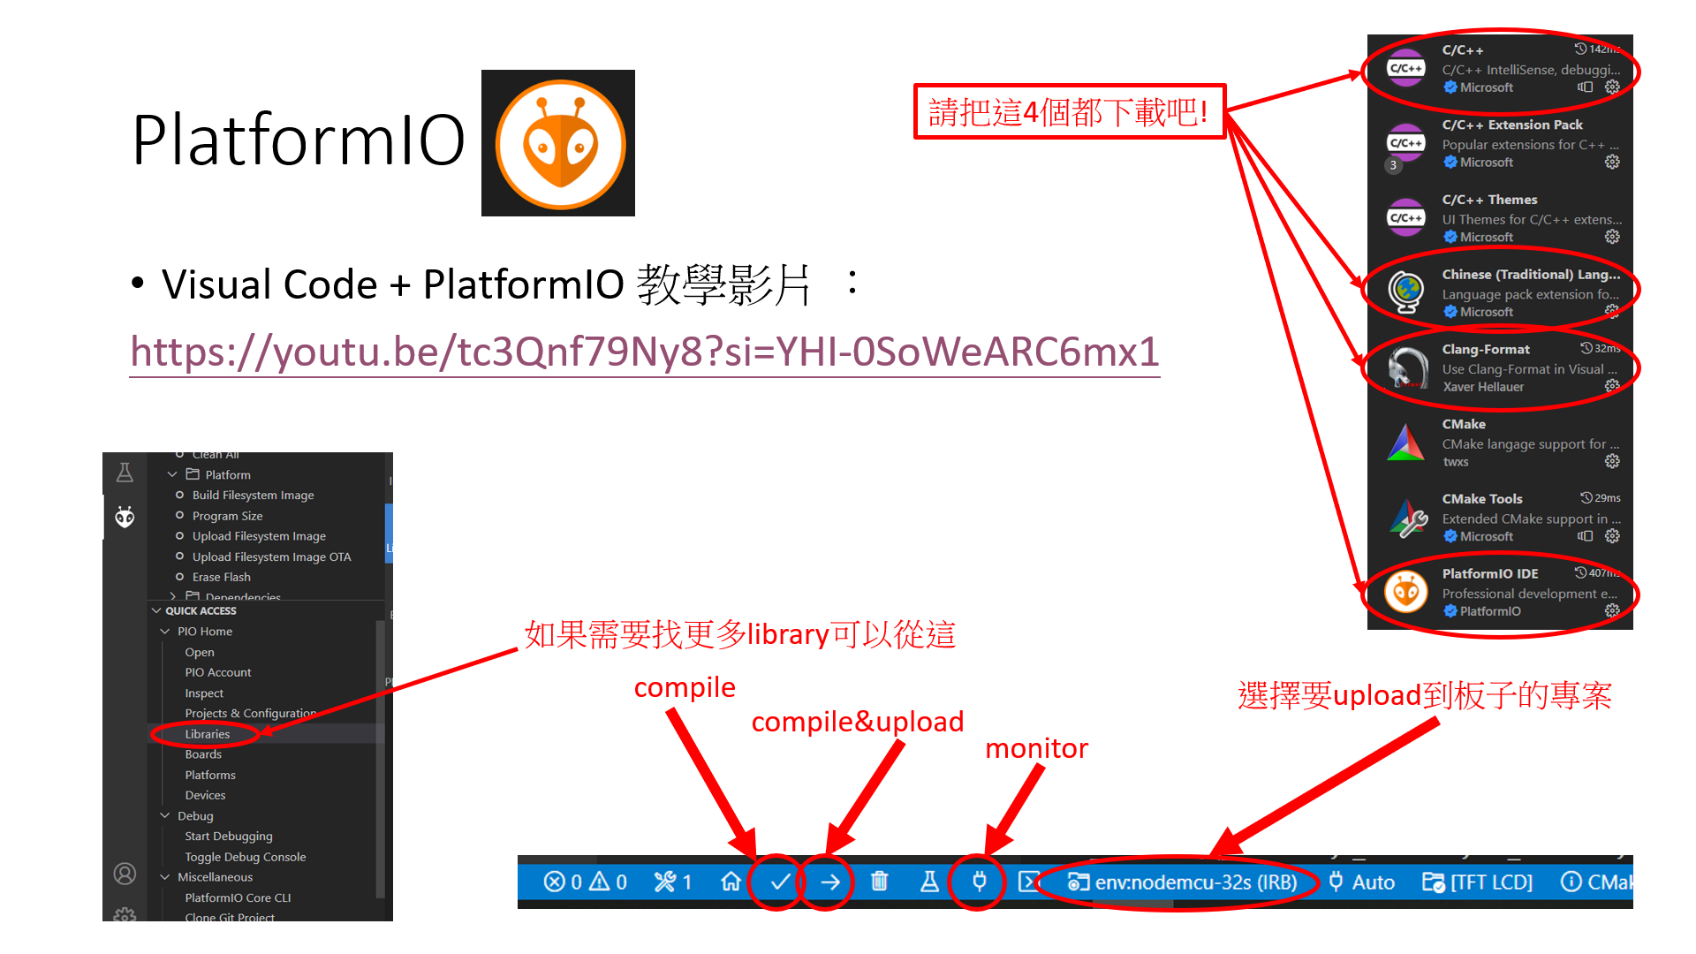 PlatformIO
• Visual Code + PlatformIO 教學影片 ：
https://youtu.be/tc3Qnf79Ny8?si=YHI-0SoWeARC6mx1
請把這4個都下載吧!
C/C++ 142ms
C/C++ IntelliSense, debuggi...
Microsoft
C/C++ Extension Pack
Popular extensions for C++ ...
3 Microsoft
C/C++ Themes
UI Themes for C/C++ extens...
Microsoft
Chinese (Traditional) Lang...
Language pack extension fo...
Microsoft
Clang-Format 32ms
Use Clang-Format in Visual ...
Xaver Hellauer
CMake
CMake langage support for ...
twxs
CMake Tools 29ms
Extended CMake support in ...
Microsoft
PlatformIO IDE 407ms
Professional development e...
PlatformIO
Clean All
Platform
Build Filesystem Image
Program Size
Upload Filesystem Image
Upload Filesystem Image OTA
Erase Flash
Dependencies
QUICK ACCESS
PIO Home
Open
PIO Account
Inspect
Projects & Configuration
Libraries
Boards
Platforms
Devices
Debug
Start Debugging
Toggle Debug Console
Miscellaneous
PlatformIO Core CLI
Clone Git Project
如果需要找更多library可以從這
compile
compile&upload
monitor
選擇要upload到板子的專案
0 0 1 env:nodemcu-32s (IRB) Auto [TFT LCD] CMak